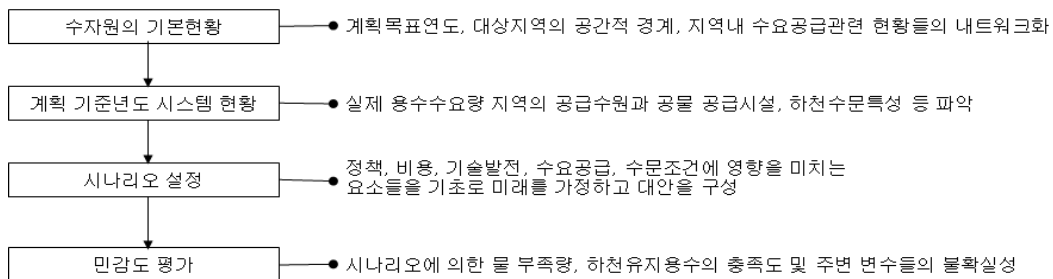 수자원의 기본현황
계획목표연도, 대상지역의 공간적 경계, 지역내 수요공급관련 현황들의 내트워크화
계획 기준년도 시스템 현황
실제 용수수요량 지역의 공급수원과 공물 공급시설, 하천수문특성 등 파악
시나리오 설정
정책, 비용, 기술발전, 수요공급, 수문조건에 영향을 미치는
요소들을 기초로 미래를 가정하고 대안을 구성
민감도 평가
시나리오에 의한 물 부족량, 하천유지용수의 충족도 및 주변 변수들의 불확실성